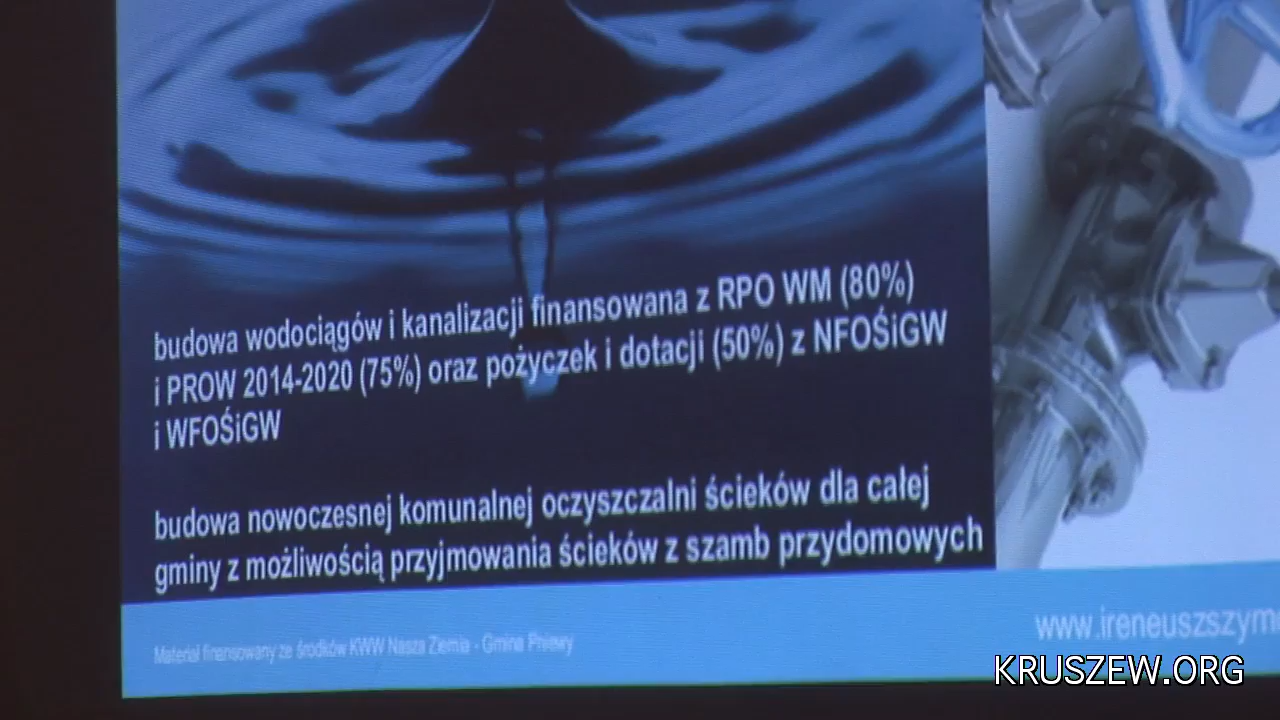 budowa wodociągów i kanalizacji finansowana z RPO WM (80%)
i PROW 2014-2020 (75%) oraz pożyczek i dotacji (50%) z NFOŚiGW
i WFOŚiGW
budowa nowoczesnej komunalnej oczyszczalni ścieków dla całej
gminy z możliwością przyjmowania ścieków z szamb przydomowych
Materiał finansowany ze środków KWW Nasza Ziemia - Gmina Pniewy
www.ireneuszszym
KRUSZEW.ORG